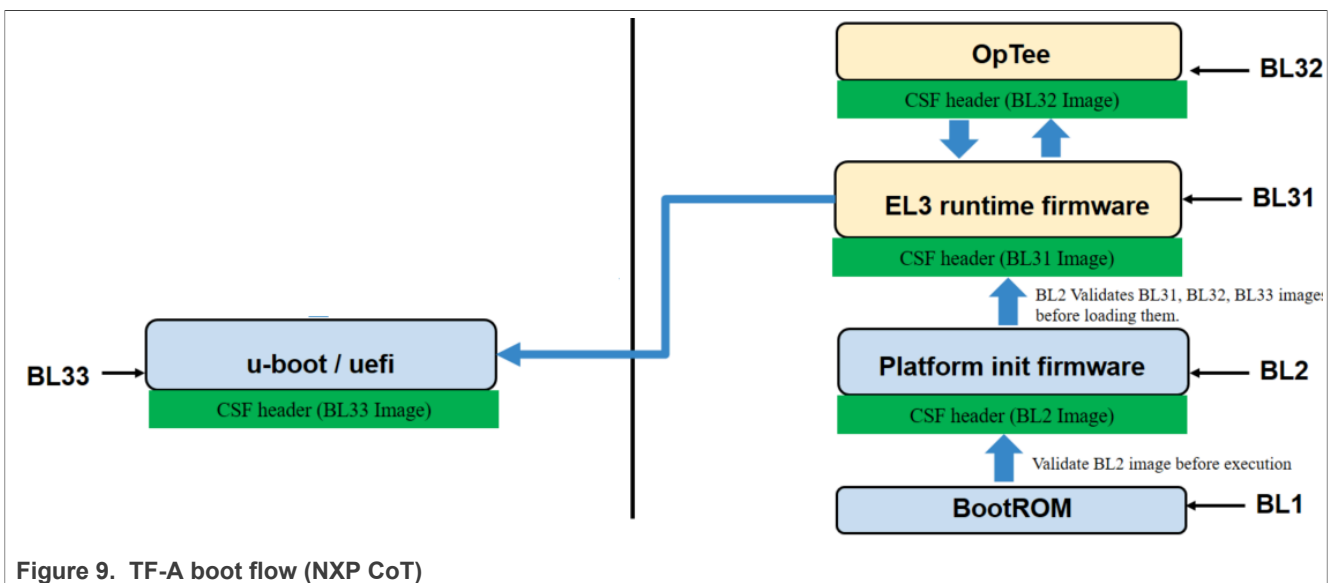 OpTee
BL32
CSF header (BL32 Image)
EL3 runtime firmware
BL31
CSF header (BL31 Image)
BL2 Validates BL31, BL32, BL33 images
before loading them.
u-boot / uefi
BL33
CSF header (BL33 Image)
Platform init firmware
BL2
CSF header (BL2 Image)
Validate BL2 image before execution
BootROM
BL1
Figure 9. TF-A boot flow (NXP CoT)